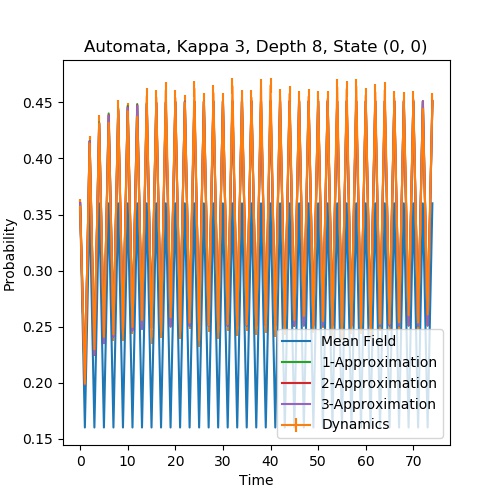 Automata, Kappa 3, Depth 8, State (0, 0)
Probability
0.45
0.40
0.35
0.30
0.25
0.20
0.15
Mean Field
1-Approximation
2-Approximation
3-Approximation
Dynamics
0 10 20 30 40 50 60 70
Time